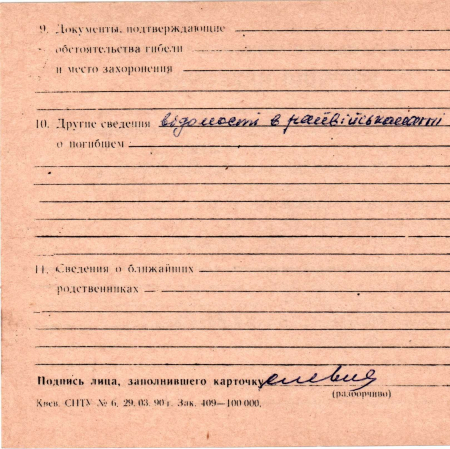 9. Документы, подтверждающие
обстоятельства гибели
и место захоронения
10. Другие сведения відомості в райвійськкоматі
о погибшем
11. Сведения о ближайших
родственниках
Подпись лица, заполнившего карточку
(разборчиво)
Киев. СПТУ № 6, 29. 03. 90 г. Зак. 409—100 000.